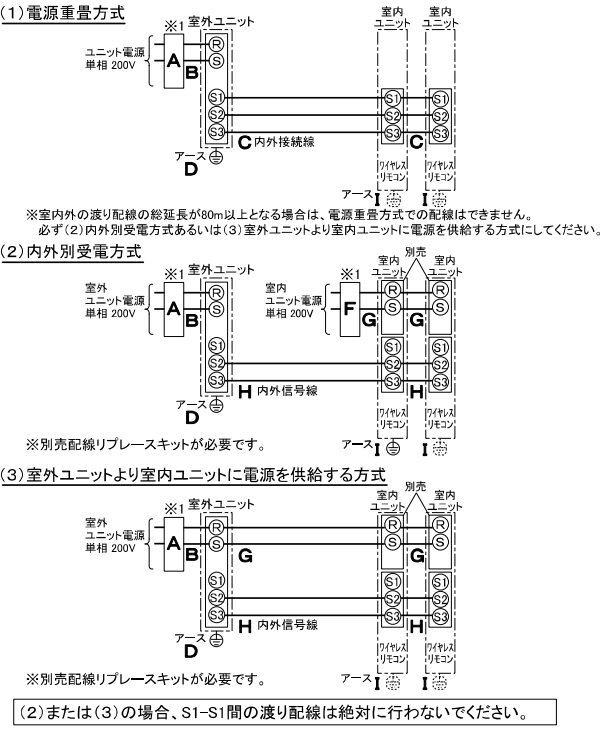 (1)電源重畳方式
※1 室外ユニット
室内
ユニット
室内
ユニット
ユニット電源
単相 200V
A
B
R
S
S1
S2
S3
S1
S2
S3
S1
S2
S3
C 内外接続線
C
アース
D
ワイヤレス
リモコン
ワイヤレス
リモコン
アース I
I
※室内外の渡り配線の総延長が80m以上となる場合は、電源重畳方式での配線はできません。
必ず(2)内外別受電方式あるいは(3)室外ユニットより室内ユニットに電源を供給する方式にしてください。
(2)内外別受電方式
※1 室外ユニット
※1
室内
ユニット
別売
室内
ユニット
室外
ユニット電源
単相 200V
A
B
R
S
室内
ユニット電源
単相 200V
F
G
R
S
G
R
S
S1
S2
S3
S1
S2
S3
S1
S2
S3
H 内外信号線
H
アース
D
ワイヤレス
リモコン
ワイヤレス
リモコン
アース I
I
※別売配線リプレースキットが必要です。
(3)室外ユニットより室内ユニットに電源を供給する方式
※1 室外ユニット
室内
ユニット
別売
室内
ユニット
室外
ユニット電源
単相 200V
A
B
R
S
G
R
S
G
R
S
S1
S2
S3
S1
S2
S3
S1
S2
S3
H 内外信号線
H
アース
D
ワイヤレス
リモコン
ワイヤレス
リモコン
アース I
I
※別売配線リプレースキットが必要です。
(2)または(3)の場合、S1-S1間の渡り配線は絶対に行わないでください。